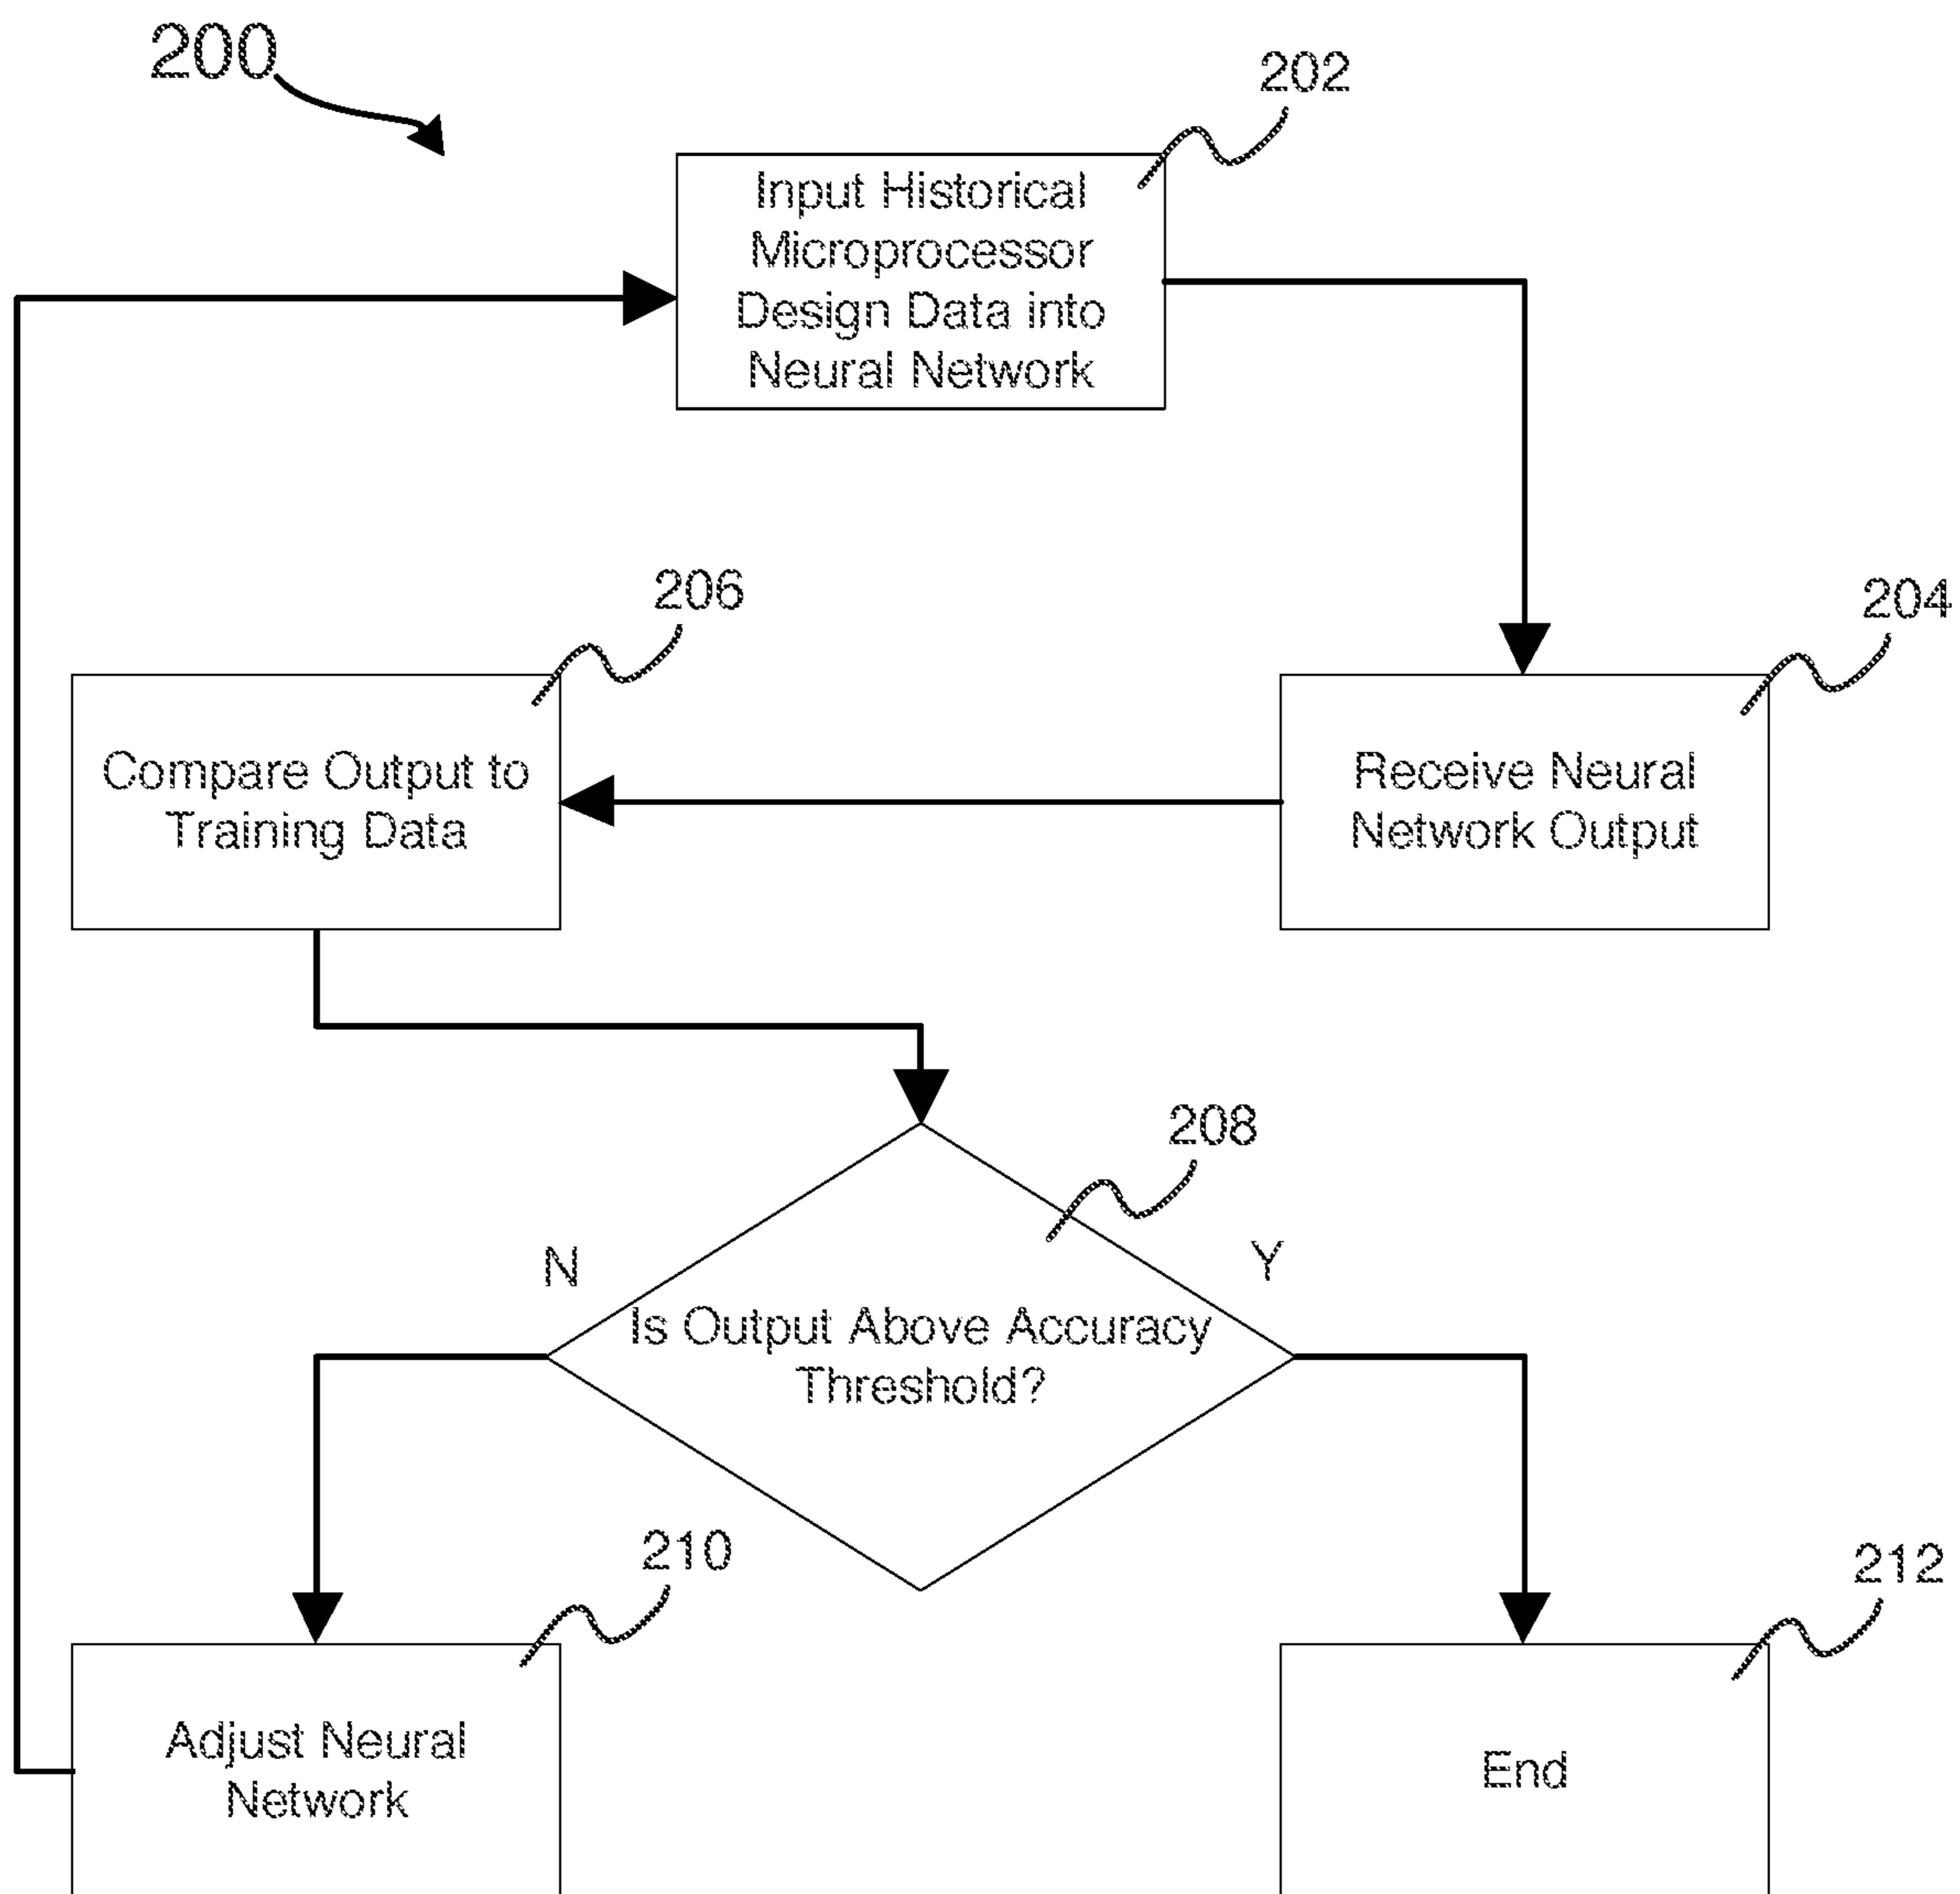 200
202
Input Historical
Microprocessor
Design Data into
Neural Network
206
204
Compare Output to
Training Data
Receive Neural
Network Output
208
N
Y
Is Output Above Accuracy
Threshold?
210
212
Adjust Neural
Network
End